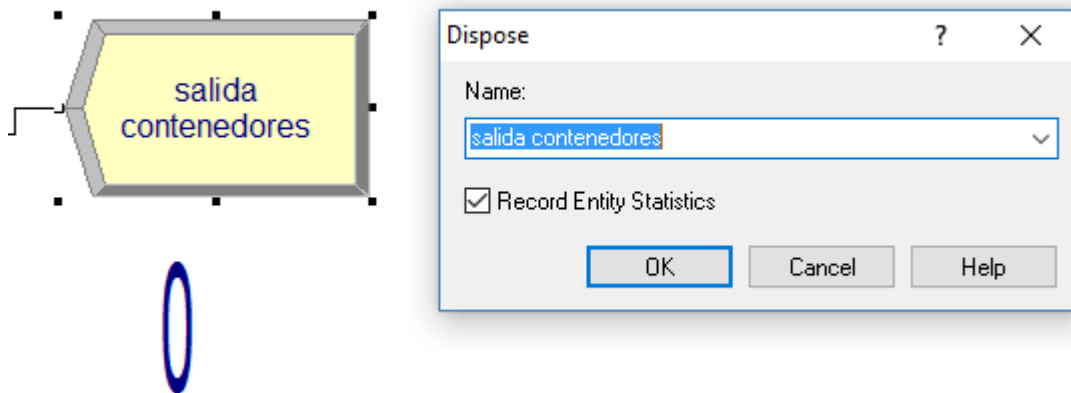 salida
contenedores
0
Dispose
?
Name:
salida contenedores
Record Entity Statistics
OK
Cancel
Help